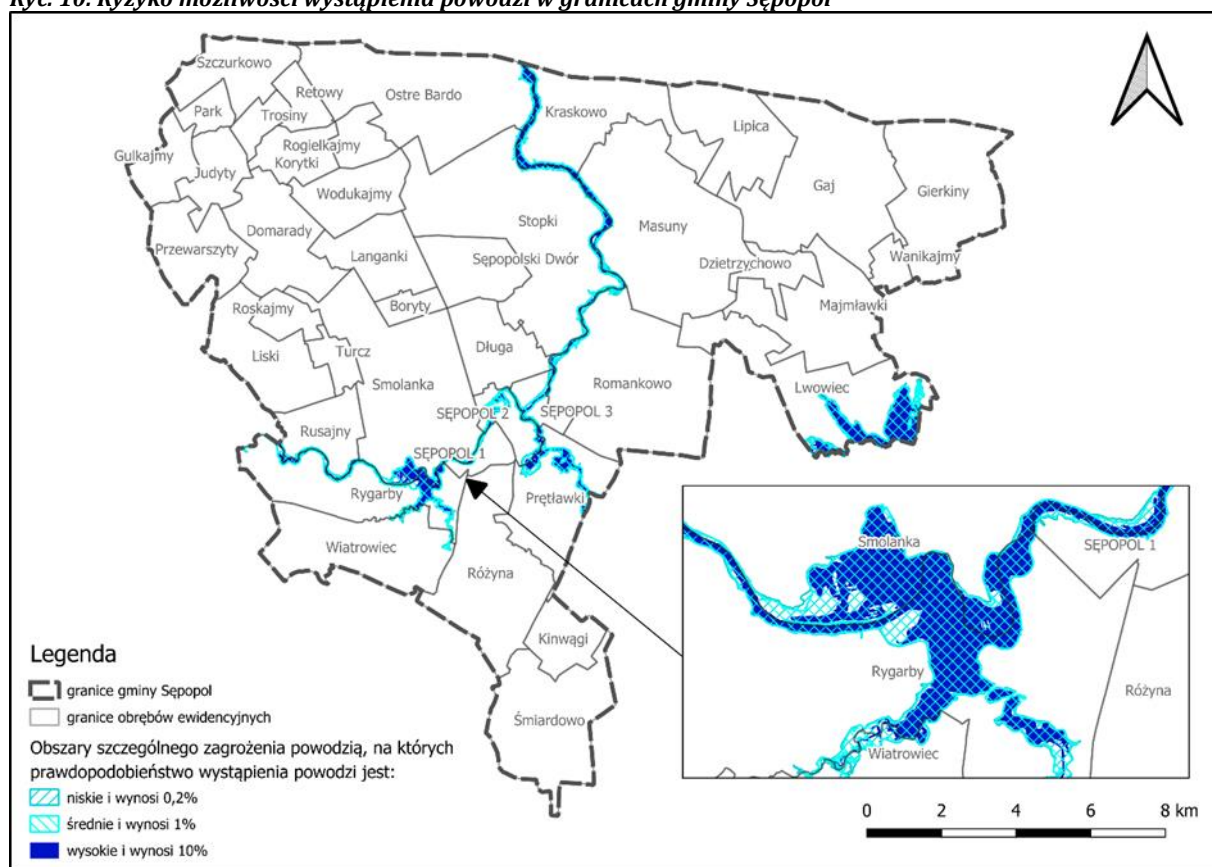 Ryc. 10. Ryzyko możliwości wystąpienia powodzi w granicach gminy Sępopol
Szczurkowo
Retowy
Ostre Bardo
Park
Trosiny
Kraskowo
Lipica
Gulkajmy
Rogielkajmy
Korytki
Judyty
Wodukajmy
Gaj
Gierkiny
Domarady
Stopki
Masuny
Przewarszyty
Langanki
Sępopolski Dwór
Dzietrzychowo
Wanikajmy
Roskajmy
Boryty
Majmławki
Liski
Turcz
Długa
Smolanka
Romankowo
Lwowiec
SĘPOPOL 2
SĘPOPOL 3
Rusajny
SĘPOPOL 1
Rygarby
Prętławki
Wiatrowiec
Różyna
Kinwągi
Śmiardowo
Smolanka
SĘPOPOL 1
Rygarby
Różyna
Wiatrowiec
Legenda
granice gminy Sępopol
granice obrębów ewidencyjnych
Obszary szczególnego zagrożenia powodzią, na których
prawdopodobieństwo wystąpienia powodzi jest:
niskie i wynosi 0,2%
średnie i wynosi 1%
wysokie i wynosi 10%
0 2 4 6 8 km